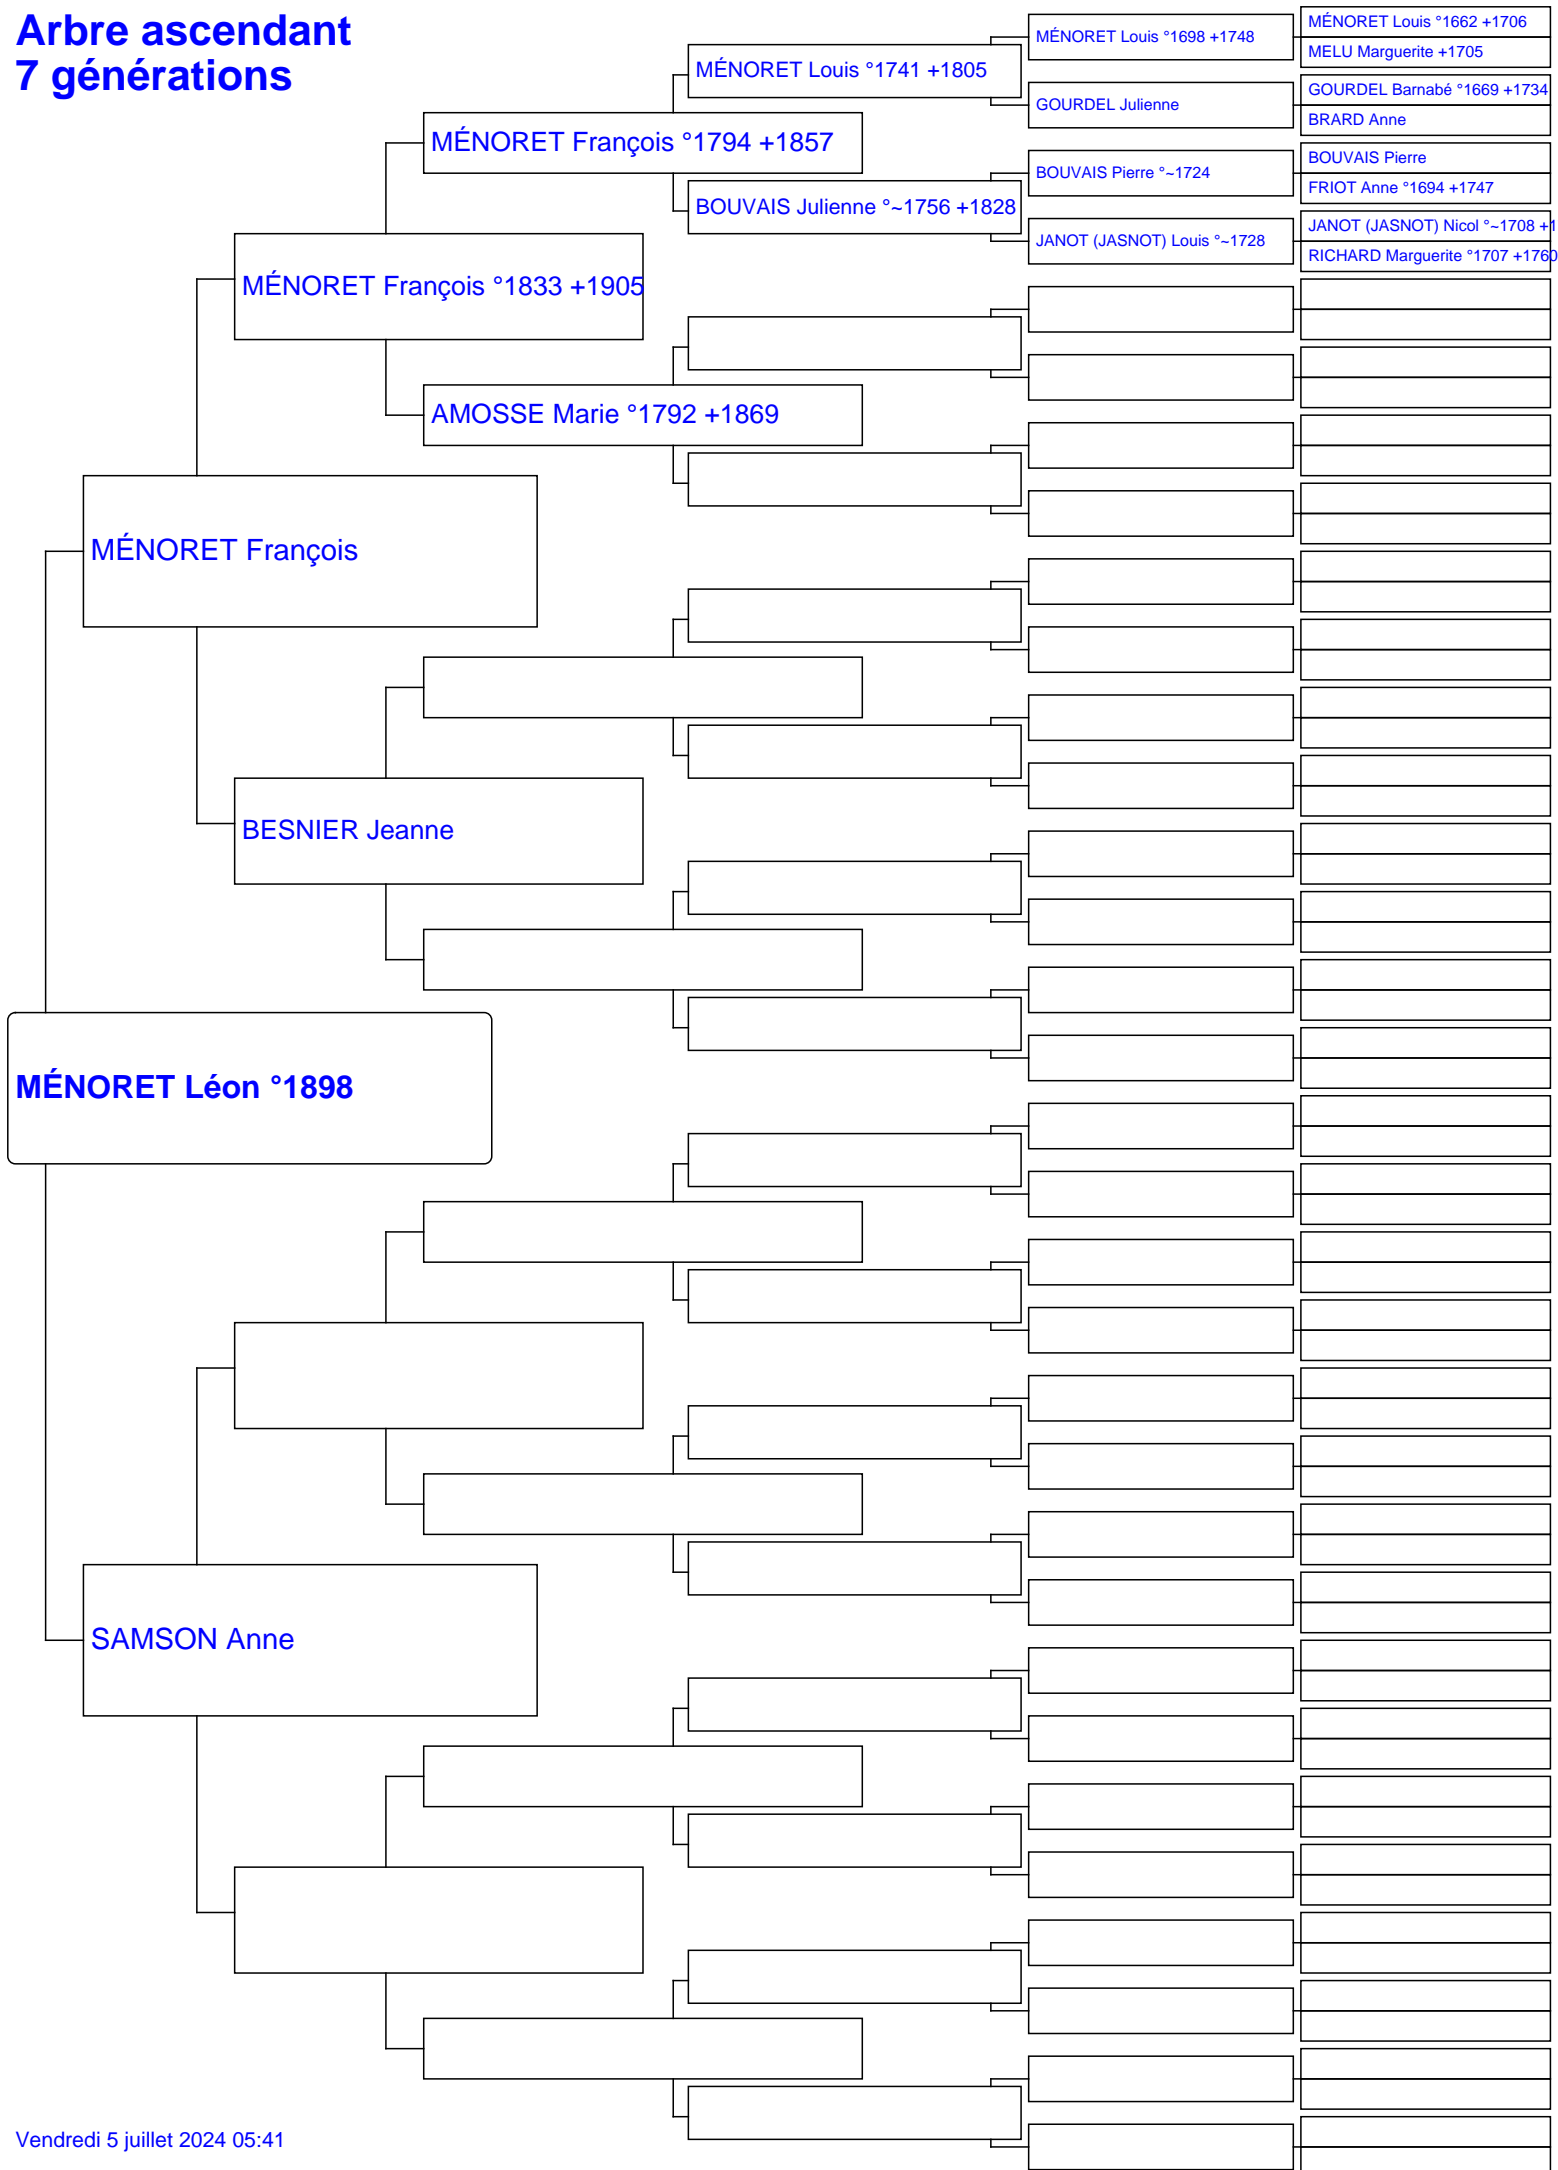 Arbre ascendant
7 générations
MÉNORET Louis °1662 +1706
MÉNORET Louis °1698 +1748
MELU Marguerite +1705
MÉNORET Louis °1741 +1805
GOURDEL Barnabé °1669 +1734
GOURDEL Julienne
BRARD Anne
MÉNORET François °1794 +1857
BOUVAIS Pierre
BOUVAIS Pierre °~1724
FRIOT Anne °1694 +1747
BOUVAIS Julienne °~1756 +1828
JANOT (JASNOT) Nicol °~1708 +1
JANOT (JASNOT) Louis °~1728
RICHARD Marguerite °1707 +1760
MÉNORET François °1833 +1905
AMOSSE Marie °1792 +1869
MÉNORET François
BESNIER Jeanne
MÉNORET Léon °1898
SAMSON Anne
Vendredi 5 juillet 2024 05:41